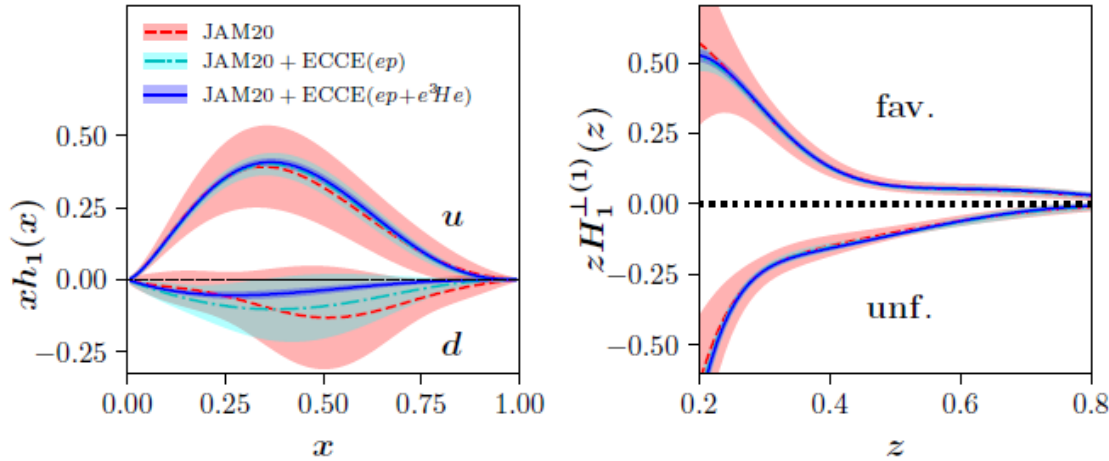 JAM20
JAM20 + ECCE(ep)
JAM20 + ECCE(ep+e³He)
0.50
0.25
0.00
−0.25
xh₁(x)
u
d
0.00 0.25 0.50 0.75 1.00
x
0.50
0.25
0.00
−0.25
−0.50
zH₁^{⊥(1)}(z)
fav.
unf.
0.2 0.4 0.6 0.8
z